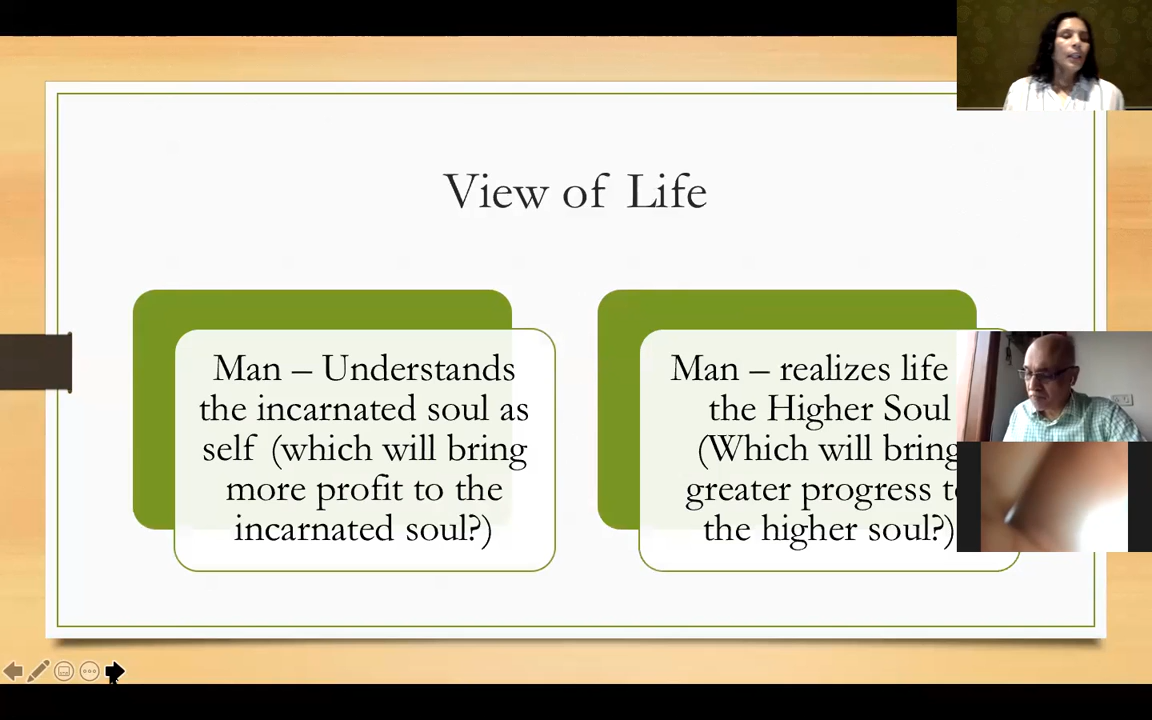 View of Life
Man – Understands
the incarnated soul as
self (which will bring
more profit to the
incarnated soul?)
Man – realizes life
the Higher Soul
(Which will bring
greater progress to
the higher soul?)